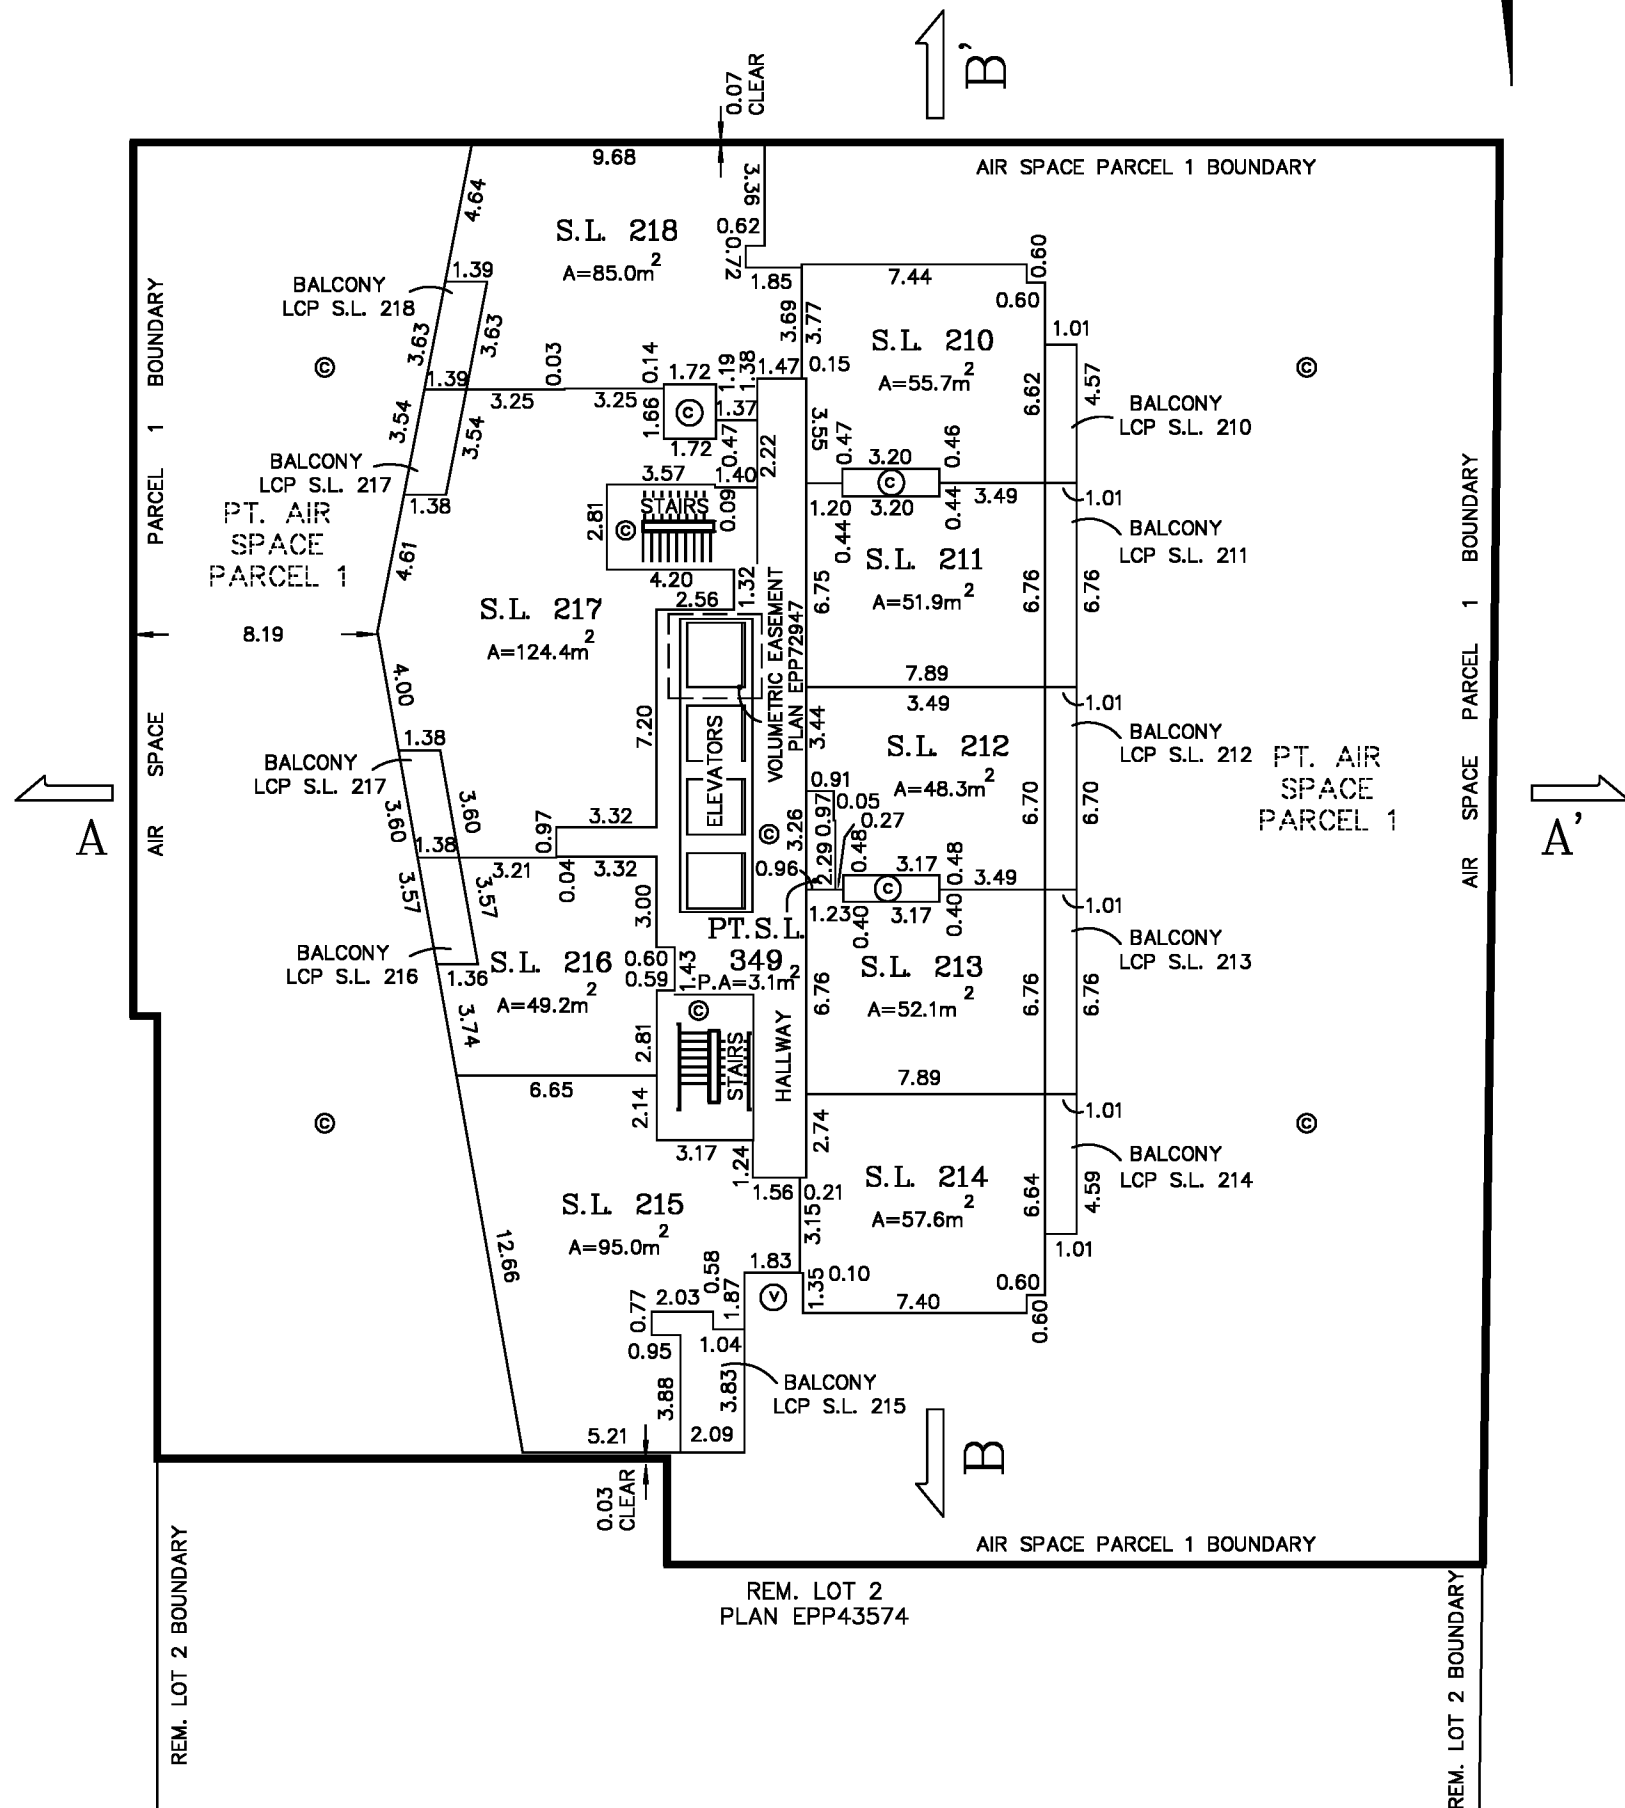 B'
0.07
CLEAR
9.68
AIR SPACE PARCEL 1 BOUNDARY
4.64
3.36
S.L. 218
A=85.0m2
0.62
0.72
1.85
7.44
0.60
0.60
1.39
BALCONY
LCP S.L. 218
3.63
3.63
3.69
3.77
S.L. 210
A=55.7m2
1.01
AIR SPACE PARCEL 1 BOUNDARY
©
0.03
0.14
1.72
1.19
1.38
1.47
0.15
6.62
4.57
©
1.39
3.25
3.25
1.66
©
1.37
1.72
0.47
2.22
3.55
0.47
3.20
0.46
BALCONY
LCP S.L. 210
3.54
3.54
BALCONY
LCP S.L. 217
1.38
3.57
1.40
©
1.20
3.20
0.44
0.44
3.49
1.01
PT. AIR
SPACE
PARCEL 1
2.81
STAIRS
©
0.09
BALCONY
LCP S.L. 211
4.61
4.20
1.32
2.56
S.L. 211
A=51.9m2
6.75
6.76
6.76
AIR SPACE PARCEL 1 BOUNDARY
8.19
S.L. 217
A=124.4m2
VOLUMETRIC EASEMENT
PLAN EPP72947
7.89
3.49
1.01
4.00
7.20
ELEVATORS
3.44
S.L. 212
A=48.3m2
BALCONY
LCP S.L. 212
PT. AIR
SPACE
PARCEL 1
1.38
BALCONY
LCP S.L. 217
3.60
3.60
0.91
0.97
0.05
0.27
6.70
6.70
A
A'
0.97
3.32
©
3.26
2.29
0.48
0.96
1.38
3.21
0.04
3.32
3.17
0.48
3.49
©
1.23
0.40
3.17
0.40
1.01
3.57
3.57
3.00
PT. S.L.
349
P.A=3.1m2
BALCONY
LCP S.L. 213
BALCONY
LCP S.L. 216
1.36
S.L. 216
A=49.2m2
0.60
0.59
1.43
S.L. 213
A=52.1m2
6.76
6.76
6.76
3.74
2.81
©
STAIRS
HALLWAY
6.65
7.89
1.01
©
2.14
3.17
1.24
2.74
©
BALCONY
LCP S.L. 214
1.56
0.21
S.L. 214
A=57.6m2
6.64
4.59
S.L. 215
A=95.0m2
3.15
1.01
12.66
0.58
1.83
V
1.35
0.10
0.60
0.60
7.40
0.77
2.03
1.87
0.95
1.04
3.88
3.83
BALCONY
LCP S.L. 215
5.21
2.09
B
0.03
CLEAR
AIR SPACE PARCEL 1 BOUNDARY
REM. LOT 2
PLAN EPP43574
REM. LOT 2 BOUNDARY
REM. LOT 2 BOUNDARY